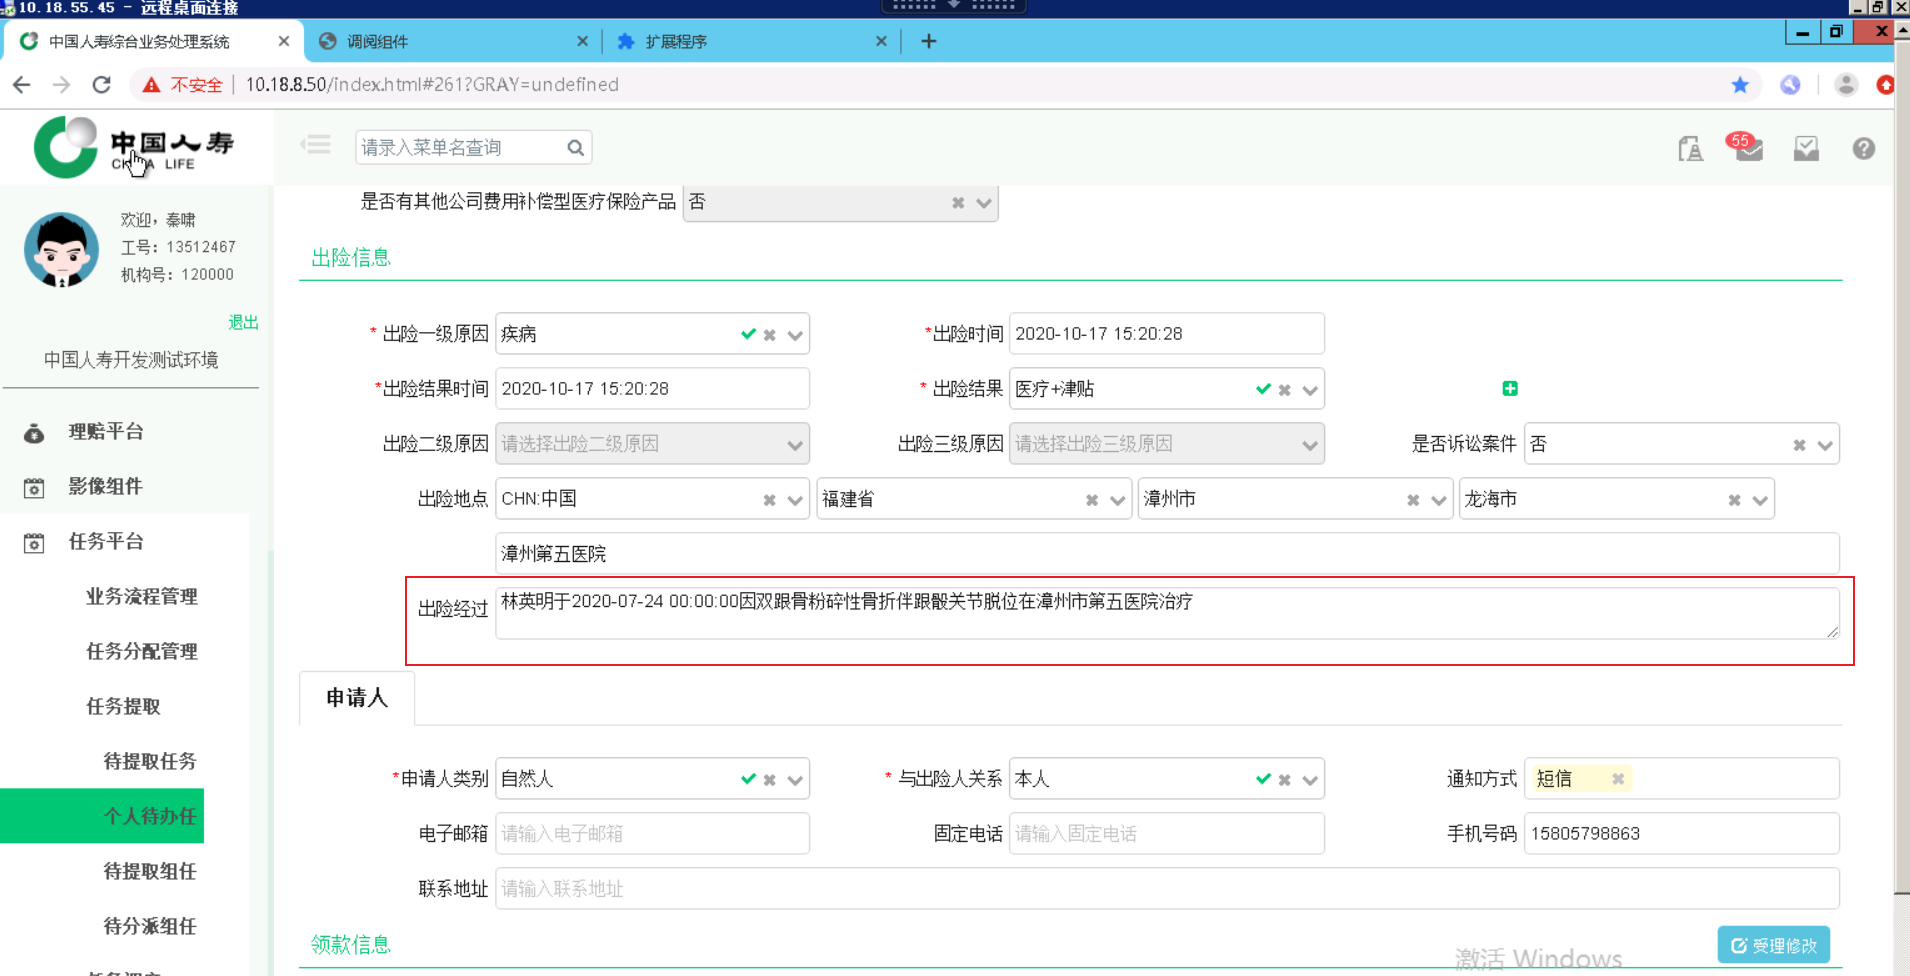 10.18.55.45 - 远程桌面连接
中国人寿综合业务处理系统
调阅组件
扩展程序
不安全 | 10.18.8.50/index.html#261?GRAY=undefined
中国人寿
CHINA LIFE
请录入菜单名查询
55
欢迎，秦啸
工号：13512467
机构号：120000
退出
中国人寿开发测试环境
理赔平台
影像组件
任务平台
业务流程管理
任务分配管理
任务提取
待提取任务
个人待办任
待提取组任
待分派组任
是否有其他公司费用补偿型医疗保险产品 否
出险信息
* 出险一级原因 疾病
*出险时间 2020-10-17 15:20:28
*出险结果时间 2020-10-17 15:20:28
* 出险结果 医疗+津贴
出险二级原因 请选择出险二级原因
出险三级原因 请选择出险三级原因
是否诉讼案件 否
出险地点 CHN:中国 福建省 漳州市 龙海市
漳州第五医院
出险经过 林英明于2020-07-24 00:00:00因双跟骨粉碎性骨折伴跟骰关节脱位在漳州市第五医院治疗
申请人
*申请人类别 自然人
* 与出险人关系 本人
通知方式 短信
电子邮箱 请输入电子邮箱
固定电话 请输入固定电话
手机号码 15805798863
联系地址 请输入联系地址
领款信息
受理修改
激活 Windows